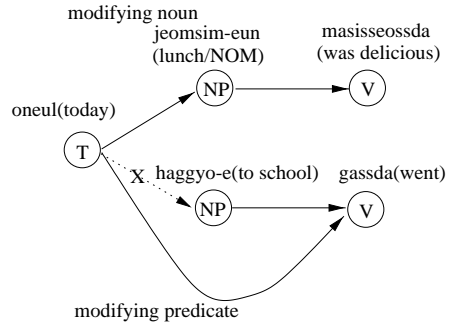 modifying noun
jeomsim-eun
(lunch/NOM)
masisseossda
(was delicious)
NP
V
oneul(today)
T
X
haggyo-e(to school)
gassda(went)
NP
V
modifying predicate